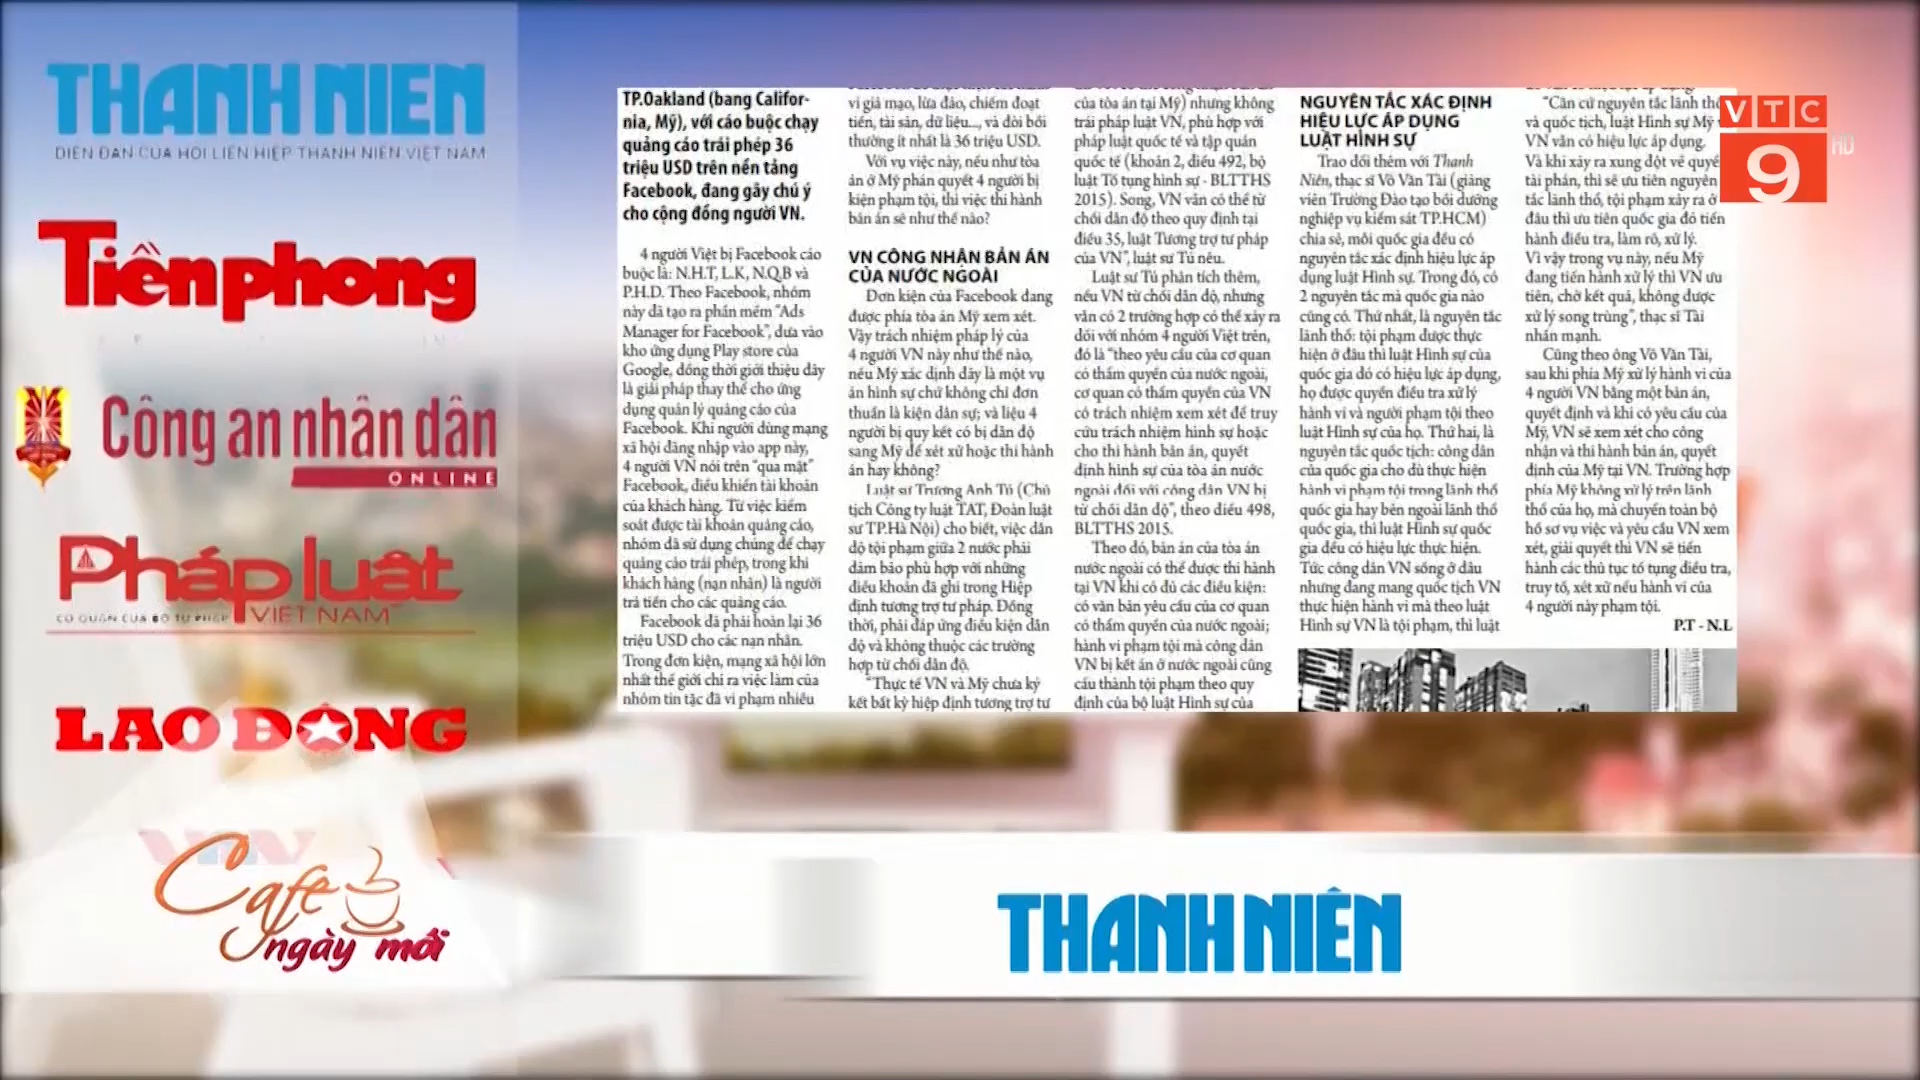 THANH NIEN
DIỄN ĐÀN CỦA HỘI LIÊN HIỆP THANH NIÊN VIỆT NAM
Tiền phong
Công an nhân dân
ONLINE
Pháp luật
VIỆT NAM
CƠ QUAN CỦA BỘ TƯ PHÁP
LAO ĐỘNG
Cafe
ngày mới
TP.Oakland (bang Califor-
nia, Mỹ), với cáo buộc chạy
quảng cáo trái phép 36
triệu USD trên nền tảng
Facebook, đang gây chú ý
cho cộng đồng người VN.
4 người Việt bị Facebook cáo
buộc là: N.H.T, L.K, N.Q.B và
P.H.D. Theo Facebook, nhóm
này đã tạo ra phần mềm "Ads
Manager for Facebook", đưa vào
kho ứng dụng Play store của
Google, đồng thời giới thiệu đây
là giải pháp thay thế cho ứng
dụng quản lý quảng cáo của
Facebook. Khi người dùng mạng
xã hội đăng nhập vào app này,
4 người VN nói trên "qua mặt"
Facebook, điều khiển tài khoản
của khách hàng. Từ việc kiểm
soát được tài khoản quảng cáo,
nhóm đã sử dụng chúng để chạy
quảng cáo trái phép, trong khi
khách hàng (nạn nhân) là người
trả tiền cho các quảng cáo.
Facebook đã phải hoàn lại 36
triệu USD cho các nạn nhân.
Trong đơn kiện, mạng xã hội lớn
nhất thế giới chỉ ra việc làm của
nhóm tin tặc đã vi phạm nhiều
vi giả mạo, lừa đảo, chiếm đoạt
tiền, tài sản, dữ liệu..., và đòi bồi
thường ít nhất là 36 triệu USD.
Với vụ việc này, nếu như tòa
án ở Mỹ phán quyết 4 người bị
kiện phạm tội, thì việc thi hành
bản án sẽ như thế nào?
VN CÔNG NHẬN BẢN ÁN
CỦA NƯỚC NGOÀI
Đơn kiện của Facebook đang
được phía tòa án Mỹ xem xét.
Vậy trách nhiệm pháp lý của
4 người VN này như thế nào,
nếu Mỹ xác định đây là một vụ
án hình sự chứ không chỉ đơn
thuần là kiện dân sự; và liệu 4
người bị quy kết có bị dẫn độ
sang Mỹ để xét xử hoặc thi hành
án hay không?
Luật sư Trương Anh Tú (Chủ
tịch Công ty luật TAT, Đoàn luật
sư TP.Hà Nội) cho biết, việc dẫn
độ tội phạm giữa 2 nước phải
đảm bảo phù hợp với những
điều khoản đã ghi trong Hiệp
định tương trợ tư pháp. Đồng
thời, phải đáp ứng điều kiện dẫn
độ và không thuộc các trường
hợp từ chối dẫn độ.
"Thực tế VN và Mỹ chưa ký
kết bất kỳ hiệp định tương trợ tư
của tòa án tại Mỹ) nhưng không
trái pháp luật VN, phù hợp với
pháp luật quốc tế và tập quán
quốc tế (khoản 2, điều 492, bộ
luật Tố tụng hình sự - BLTTHS
2015). Song, VN vẫn có thể từ
chối dẫn độ theo quy định tại
điều 35, luật Tương trợ tư pháp
của VN", luật sư Tú nêu.
Luật sư Tú phân tích thêm,
nếu VN từ chối dẫn độ, nhưng
vẫn có 2 trường hợp có thể xảy ra
đối với nhóm 4 người Việt trên,
đó là "theo yêu cầu của cơ quan
có thẩm quyền của nước ngoài,
cơ quan có thẩm quyền của VN
có trách nhiệm xem xét để truy
cứu trách nhiệm hình sự hoặc
cho thi hành bản án, quyết
định hình sự của tòa án nước
ngoài đối với công dân VN bị
từ chối dẫn độ", theo điều 498,
BLTTHS 2015.
Theo đó, bản án của tòa án
nước ngoài có thể được thi hành
tại VN khi có đủ các điều kiện:
có văn bản yêu cầu của cơ quan
có thẩm quyền của nước ngoài;
hành vi phạm tội mà công dân
VN bị kết án ở nước ngoài cũng
cấu thành tội phạm theo quy
định của bộ luật Hình sự của
NGUYÊN TẮC XÁC ĐỊNH
HIỆU LỰC ÁP DỤNG
LUẬT HÌNH SỰ
Trao đổi thêm với Thanh
Niên, thạc sĩ Võ Văn Tài (giảng
viên Trường Đào tạo bồi dưỡng
nghiệp vụ kiểm sát TP.HCM)
chia sẻ, mỗi quốc gia đều có
nguyên tắc xác định hiệu lực áp
dụng luật Hình sự. Trong đó, có
2 nguyên tắc mà quốc gia nào
cũng có. Thứ nhất, là nguyên tắc
lãnh thổ: tội phạm được thực
hiện ở đâu thì luật Hình sự của
quốc gia đó có hiệu lực áp dụng,
họ được quyền điều tra xử lý
hành vi và người phạm tội theo
luật Hình sự của họ. Thứ hai, là
nguyên tắc quốc tịch: công dân
của quốc gia cho dù thực hiện
hành vi phạm tội trong lãnh thổ
quốc gia hay bên ngoài lãnh thổ
quốc gia, thì luật Hình sự quốc
gia đều có hiệu lực thực hiện.
Tức công dân VN sống ở đâu
nhưng đang mang quốc tịch VN
thực hiện hành vi mà theo luật
Hình sự VN là tội phạm, thì luật
"Căn cứ nguyên tắc lãnh thổ
và quốc tịch, luật Hình sự Mỹ
VN vẫn có hiệu lực áp dụng.
Và khi xảy ra xung đột về quyền
tài phán, thì sẽ ưu tiên nguyên
tắc lãnh thổ, tội phạm xảy ra ở
đâu thì ưu tiên quốc gia đó tiến
hành điều tra, làm rõ, xử lý.
Vì vậy trong vụ này, nếu Mỹ
đang tiến hành xử lý thì VN ưu
tiên, chờ kết quả, không được
xử lý song trùng", thạc sĩ Tài
nhấn mạnh.
Cũng theo ông Võ Văn Tài,
sau khi phía Mỹ xử lý hành vi của
4 người VN bằng một bản án,
quyết định và khi có yêu cầu của
Mỹ, VN sẽ xem xét cho công
nhận và thi hành bản án, quyết
định của Mỹ tại VN. Trường hợp
phía Mỹ không xử lý trên lãnh
thổ của họ, mà chuyển toàn bộ
hồ sơ vụ việc và yêu cầu VN xem
xét, giải quyết thì VN sẽ tiến
hành các thủ tục tố tụng điều tra,
truy tố, xét xử nếu hành vi của
4 người này phạm tội.
P.T - N.L
VTC
9
HD
THANH NIÊN